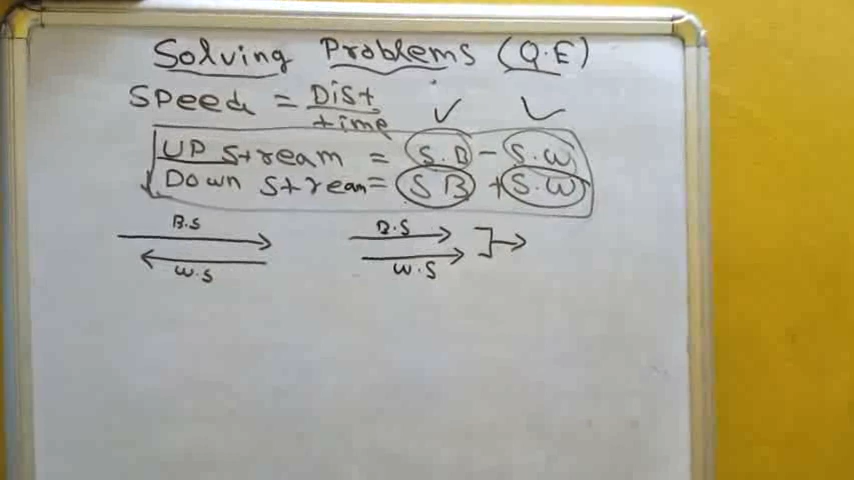 Solving Problems (Q.E)
Speed = Dist / time
UP Stream = S.B - S.W
Down Stream = S B + S.W
B.S B.S
W.S W.S